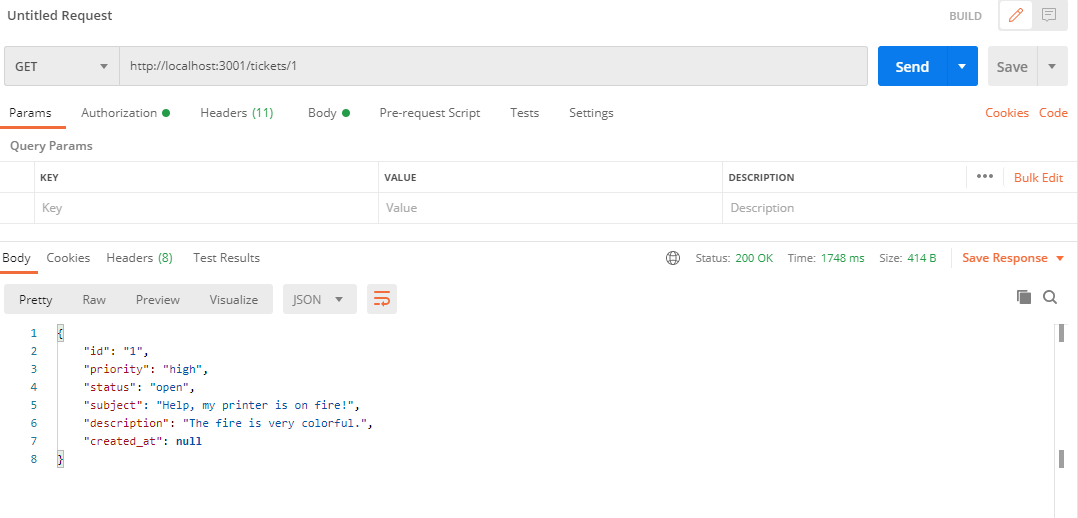 Untitled Request BUILD
GET http://localhost:3001/tickets/1 Send Save
Params Authorization Headers (11) Body Pre-request Script Tests Settings Cookies Code
Query Params
KEY VALUE DESCRIPTION ••• Bulk Edit
Key Value Description
Body Cookies Headers (8) Test Results Status: 200 OK Time: 1748 ms Size: 414 B Save Response
Pretty Raw Preview Visualize JSON
1 {
2 "id": "1",
3 "priority": "high",
4 "status": "open",
5 "subject": "Help, my printer is on fire!",
6 "description": "The fire is very colorful.",
7 "created_at": null
8 }